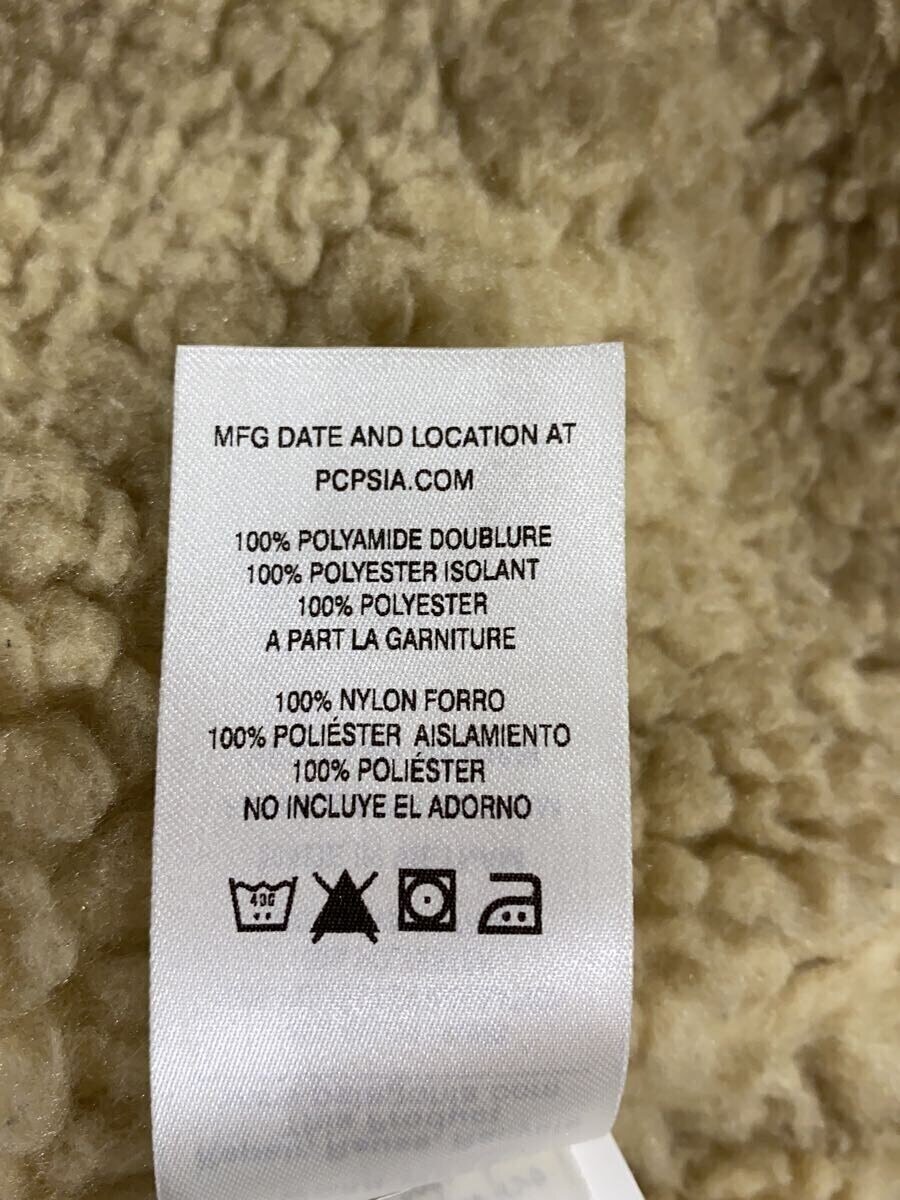 MFG DATE AND LOCATION AT
PCPSIA.COM
100% POLYAMIDE DOUBLURE
100% POLYESTER ISOLANT
100% POLYESTER
A PART LA GARNITURE
100% NYLON FORRO
100% POLIÉSTER AISLAMIENTO
100% POLIÉSTER
NO INCLUYE EL ADORNO
40C